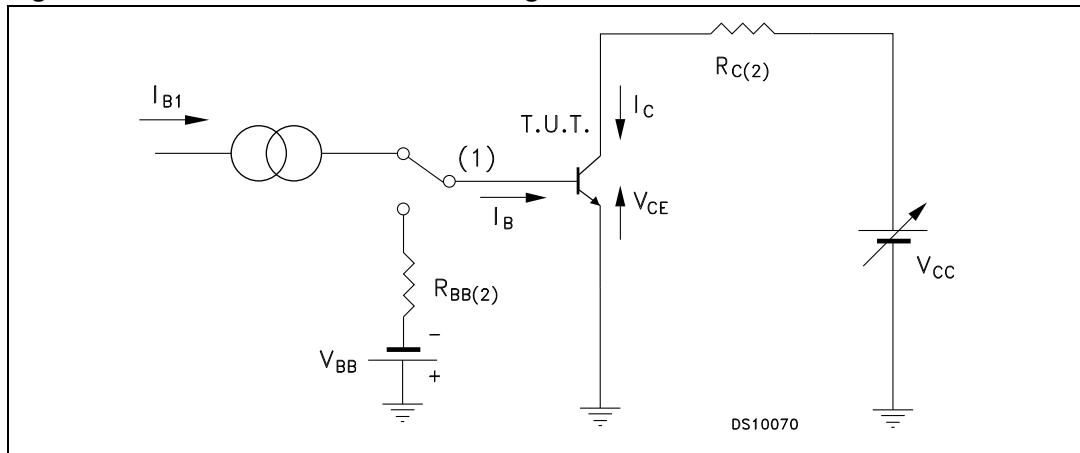 R_C(2)
I_B1
I_C
T.U.T.
(1)
V_CE
I_B
V_CC
R_BB(2)
−
V_BB
+
DS10070